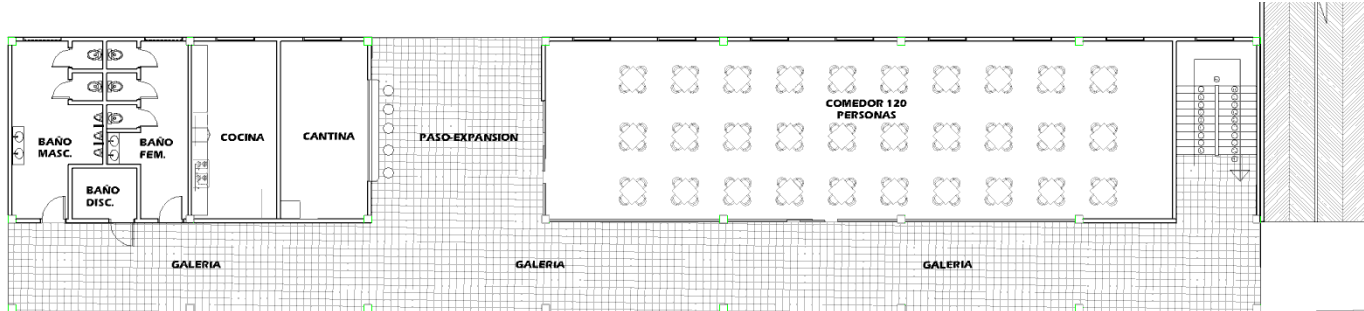 BAÑO
MASC.
BAÑO
FEM.
BAÑO
DISC.
COCINA
CANTINA
PASO-EXPANSION
COMEDOR 120
PERSONAS
GALERIA
GALERIA
GALERIA